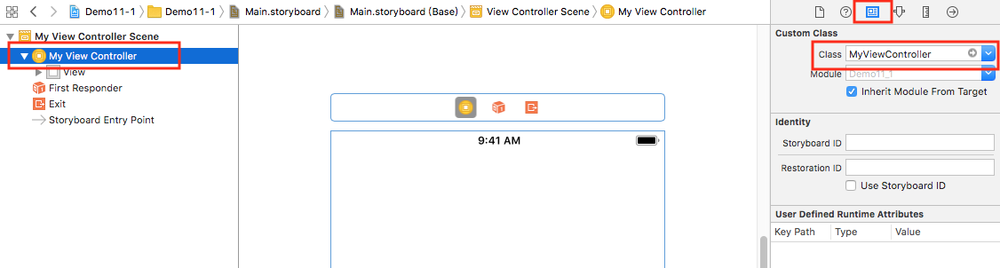 Demo11-1 Demo11-1 Main.storyboard Main.storyboard (Base) View Controller Scene My View Controller
My View Controller Scene
My View Controller
View
First Responder
1
Exit
Storyboard Entry Point
1
9:41 AM
?
Custom Class
Class MyViewController
Module Demo11_1
Inherit Module From Target
Identity
Storyboard ID
Restoration ID
Use Storyboard ID
User Defined Runtime Attributes
Key Path Type Value